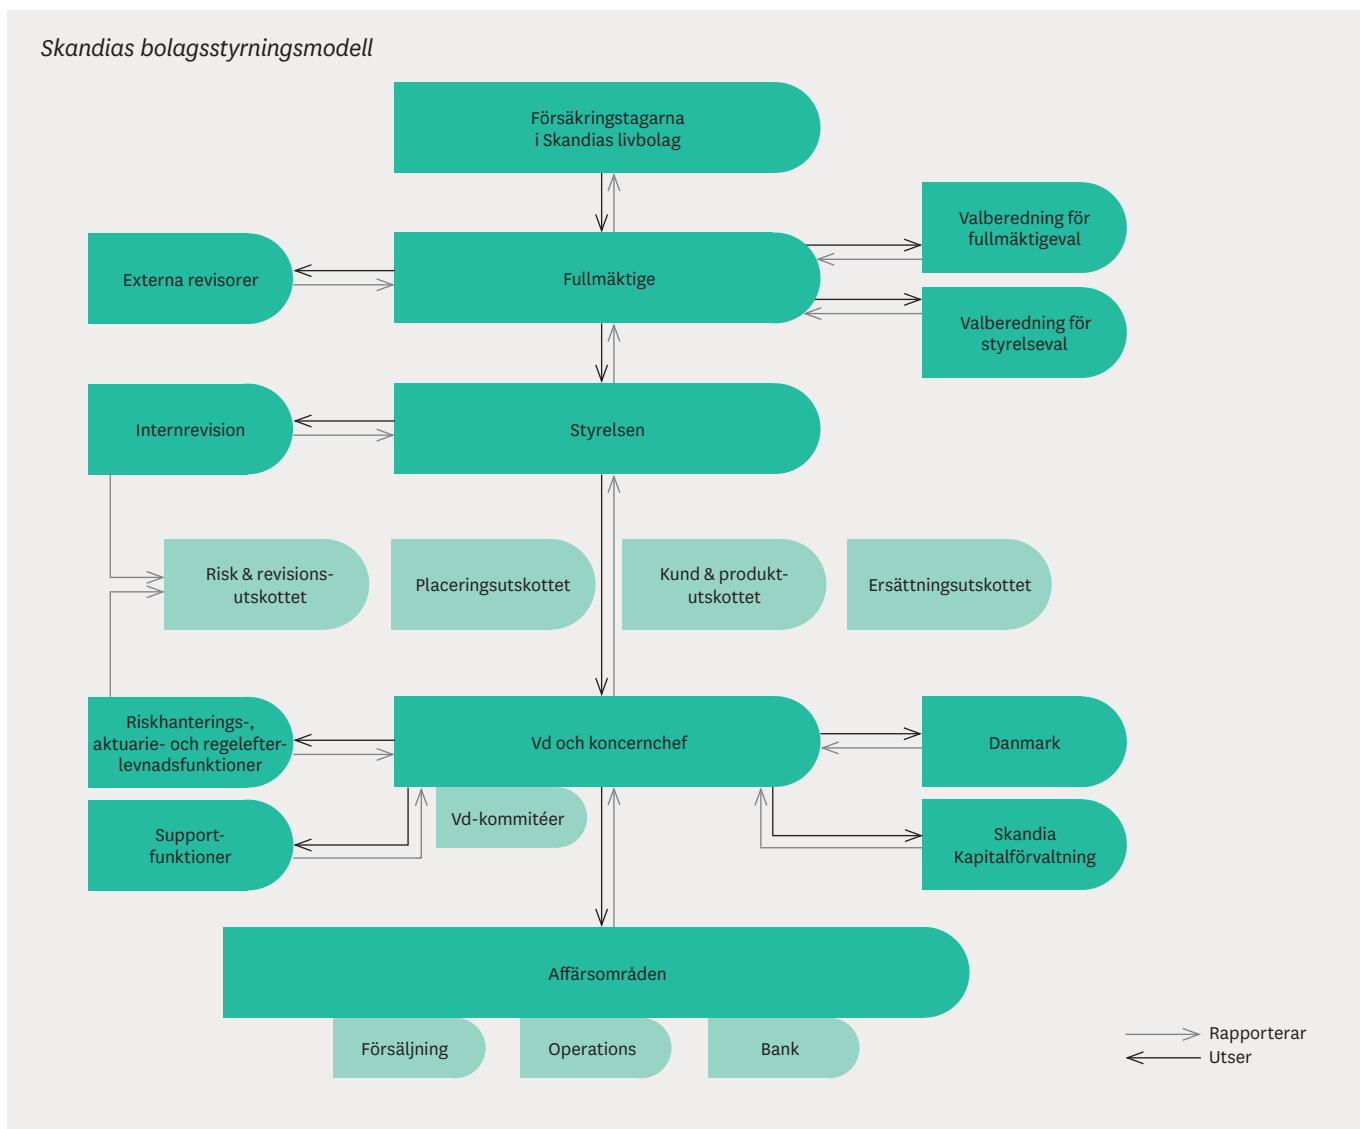 Skandias bolagsstyrningsmodell
Försäkringstagarna
i Skandias livbolag
Valberedning för
fullmäktigeval
Externa revisorer
Fullmäktige
Valberedning för
styrelseval
Internrevision
Styrelsen
Risk & revisions-
utskottet
Placeringsutskottet
Kund & produkt-
utskottet
Ersättningsutskottet
Riskhanterings-,
aktuarie- och regelefter-
levnadsfunktioner
Vd och koncernchef
Danmark
Vd-kommitéer
Support-
funktioner
Skandia
Kapitalförvaltning
Affärsområden
Försäljning
Operations
Bank
Rapporterar
Utser